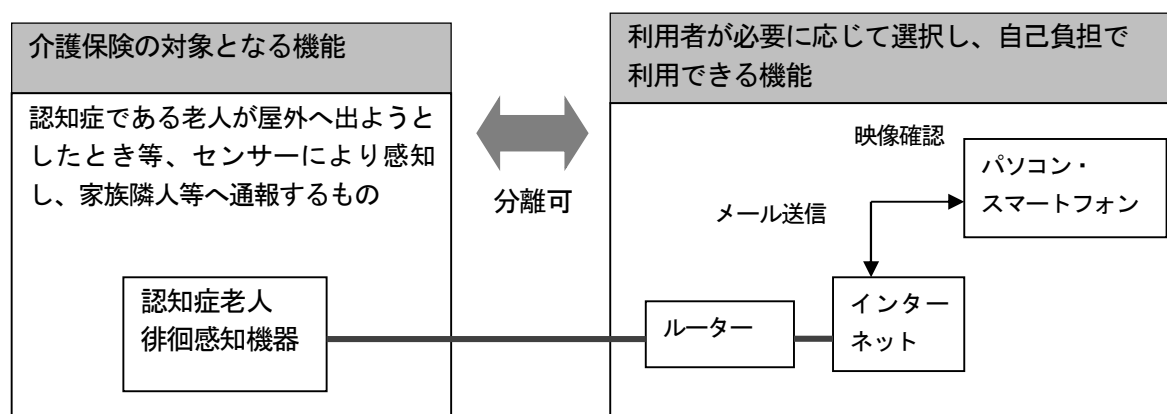 介護保険の対象となる機能
認知症である老人が屋外へ出ようと
したとき等、センサーにより感知
し、家族隣人等へ通報するもの
認知症老人
徘徊感知機器
分離可
利用者が必要に応じて選択し、自己負担で
利用できる機能
映像確認
パソコン・
スマートフォン
メール送信
ルーター
インター
ネット